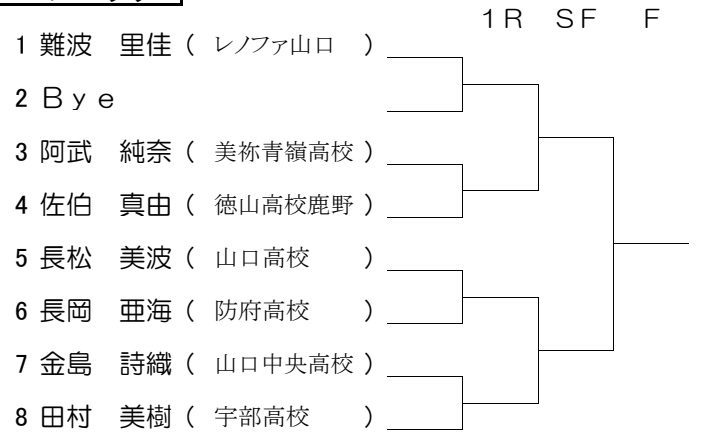 1R SF F
1 難波 里佳 ( レノファ山口 )
2 Bye
3 阿武 純奈 ( 美祢青嶺高校 )
4 佐伯 真由 ( 徳山高校鹿野 )
5 長松 美波 ( 山口高校 )
6 長岡 亜海 ( 防府高校 )
7 金島 詩織 ( 山口中央高校 )
8 田村 美樹 ( 宇部高校 )